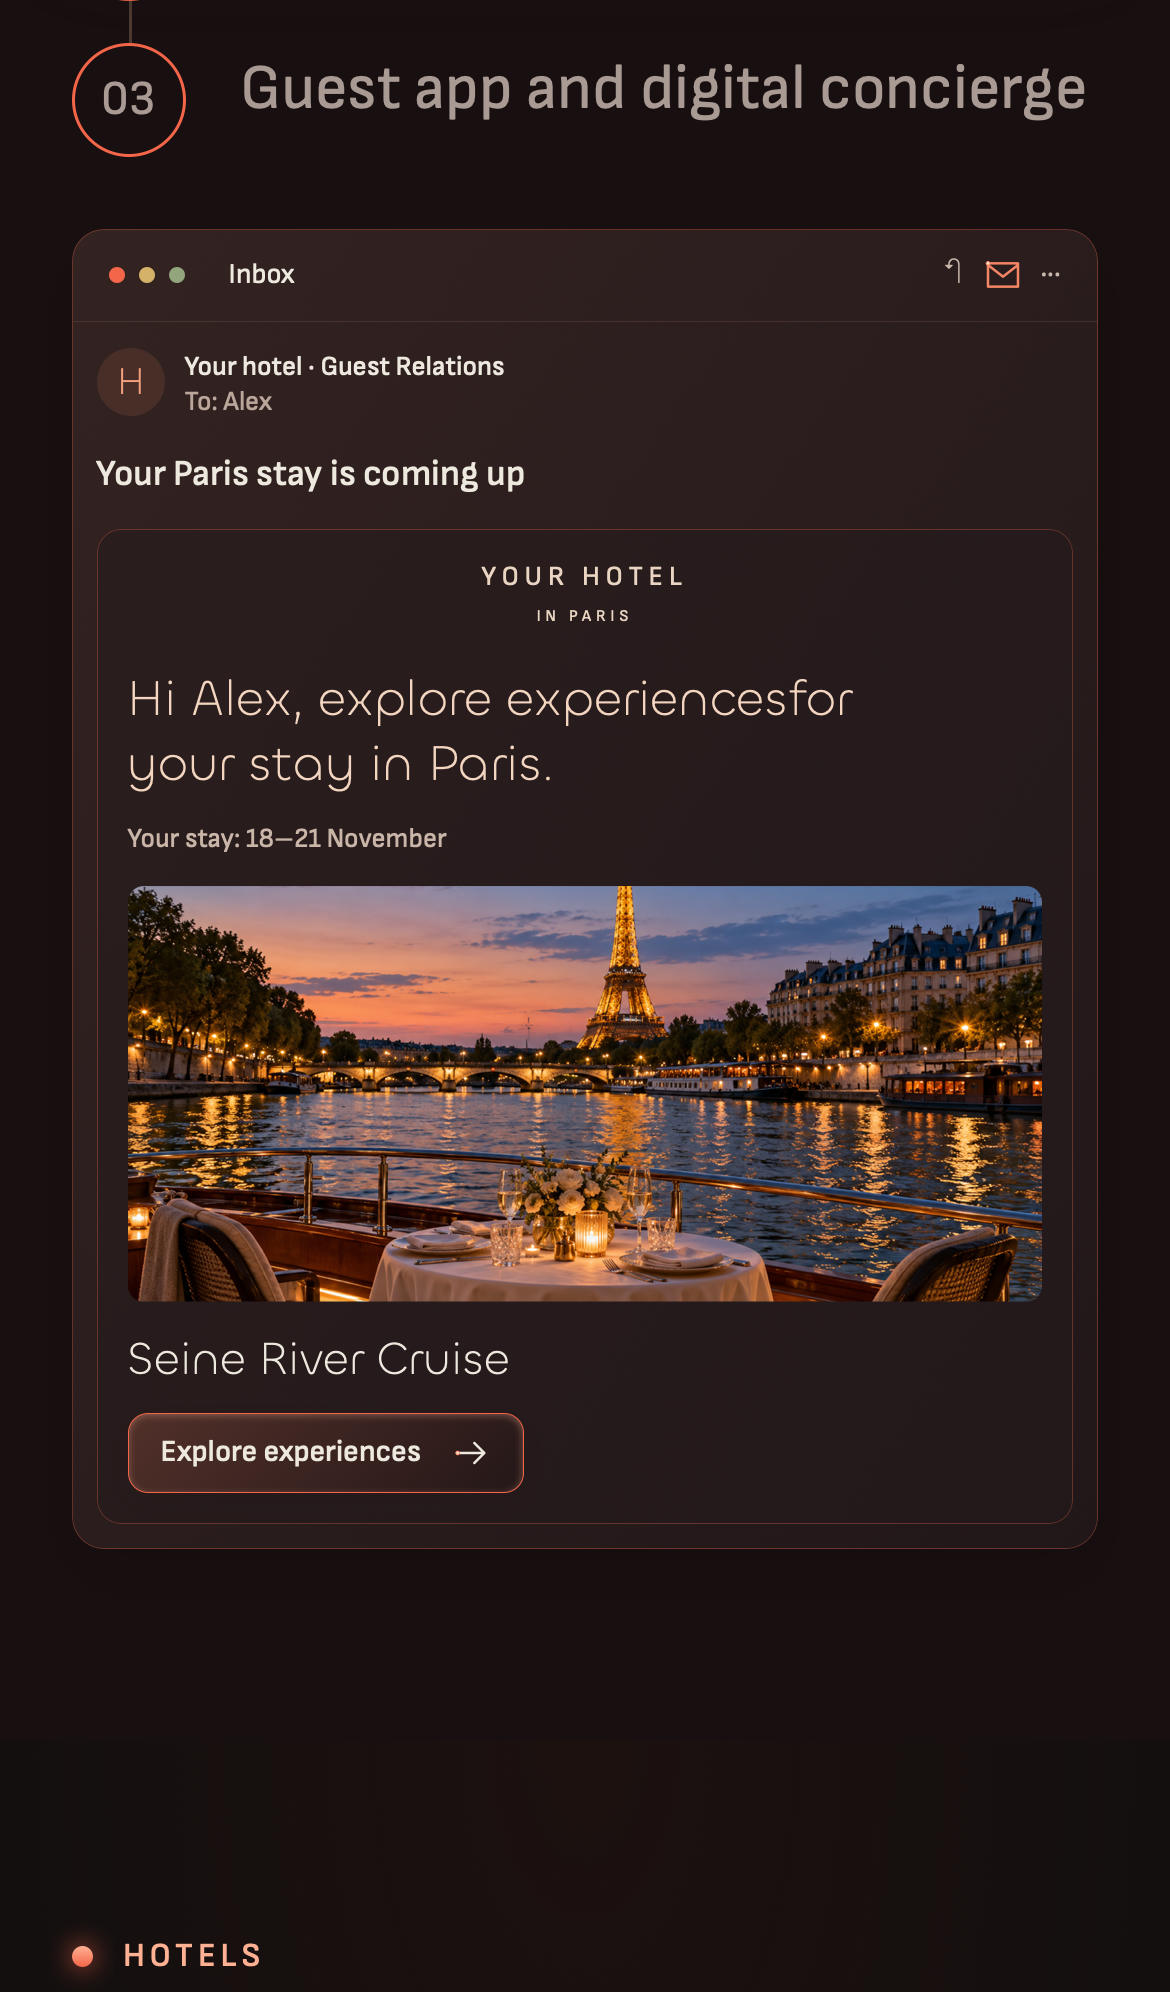 03
Guest app and digital concierge
Inbox
H
Your hotel · Guest Relations
To: Alex
Your Paris stay is coming up
YOUR HOTEL
IN PARIS
Hi Alex, explore experiencesfor
your stay in Paris.
Your stay: 18–21 November
Seine River Cruise
Explore experiences
HOTELS